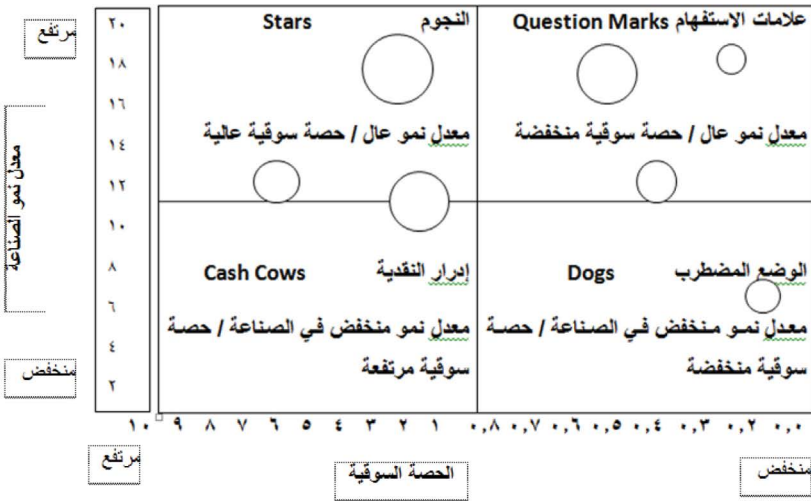 مرتفع
معدل نمو الصناعة
منخفض
٢٠
١٨
١٦
١٤
١٢
١٠
٨
٦
٤
٢
علامات الاستفهام Question Marks
معدل نمو عال / حصة سوقية منخفضة
النجوم Stars
معدل نمو عال / حصة سوقية عالية
الوضع المضطرب Dogs
معدل نمو منخفض في الصناعة / حصة
سوقية منخفضة
إدرار النقدية Cash Cows
معدل نمو منخفض في الصناعة / حصة
سوقية مرتفعة
١٠ ٩ ٨ ٧ ٦ ٥ ٤ ٣ ٢ ١ ٠,٨ ٠,٧ ٠,٦ ٠,٥ ٠,٤ ٠,٣ ٠,٢ ٠,٠
مرتفع
الحصة السوقية
منخفض